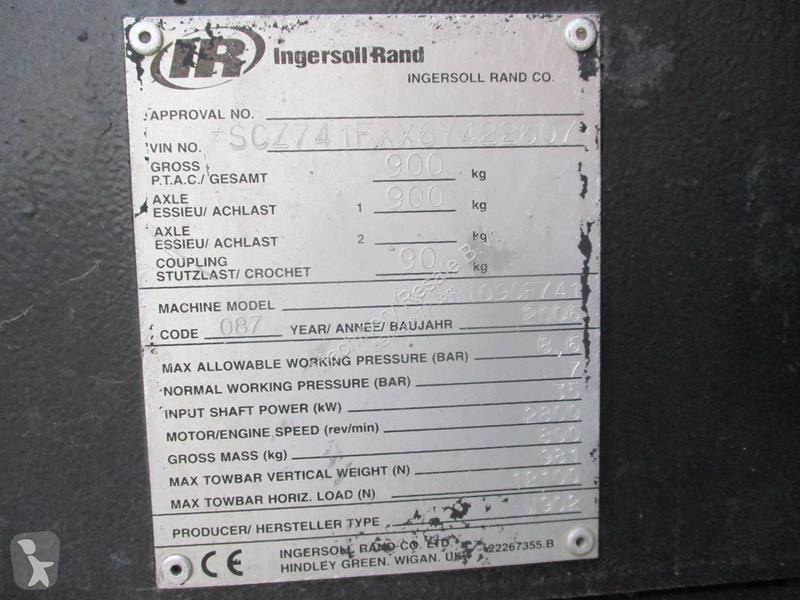 IR Ingersoll-Rand
INGERSOLL RAND CO.
APPROVAL NO.
VIN NO. *SCZ741FXX6Y422607
GROSS
P.T.A.C./ GESAMT 900 kg
AXLE
ESSIEU/ ACHLAST 1 900 kg
AXLE
ESSIEU/ ACHLAST 2 kg
COUPLING
STUTZLAST/ CROCHET 90 kg
MACHINE MODEL
CODE 087 YEAR/ ANNEE/ BAUJAHR 2006
MAX ALLOWABLE WORKING PRESSURE (BAR) 8,6
NORMAL WORKING PRESSURE (BAR) 7
INPUT SHAFT POWER (kW) 35
MOTOR/ENGINE SPEED (rev/min) 2800
GROSS MASS (kg) 800
MAX TOWBAR VERTICAL WEIGHT (N) 981
MAX TOWBAR HORIZ. LOAD (N)
PRODUCER/ HERSTELLER TYPE
CE INGERSOLL RAND CO. LTD. 22267355.B
HINDLEY GREEN. WIGAN. UK